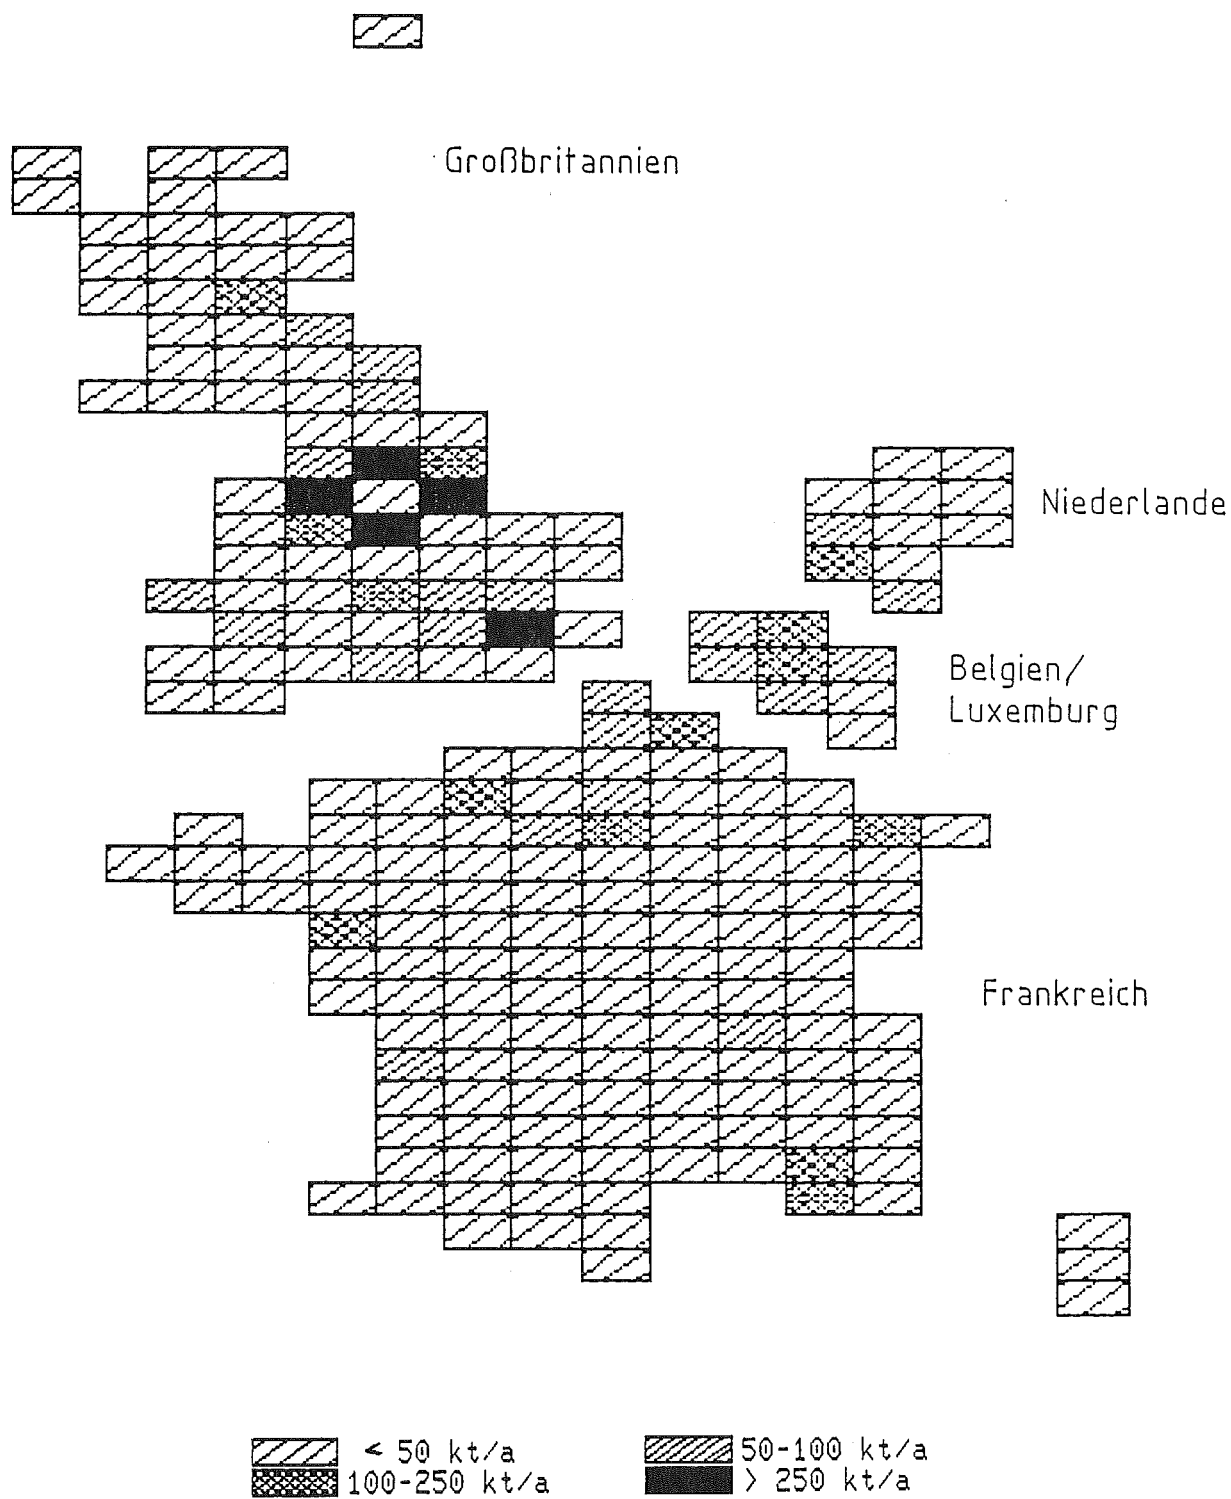 Großbritannien
Niederlande
Belgien/
Luxemburg
Frankreich
< 50 kt/a
50-100 kt/a
100-250 kt/a
> 250 kt/a